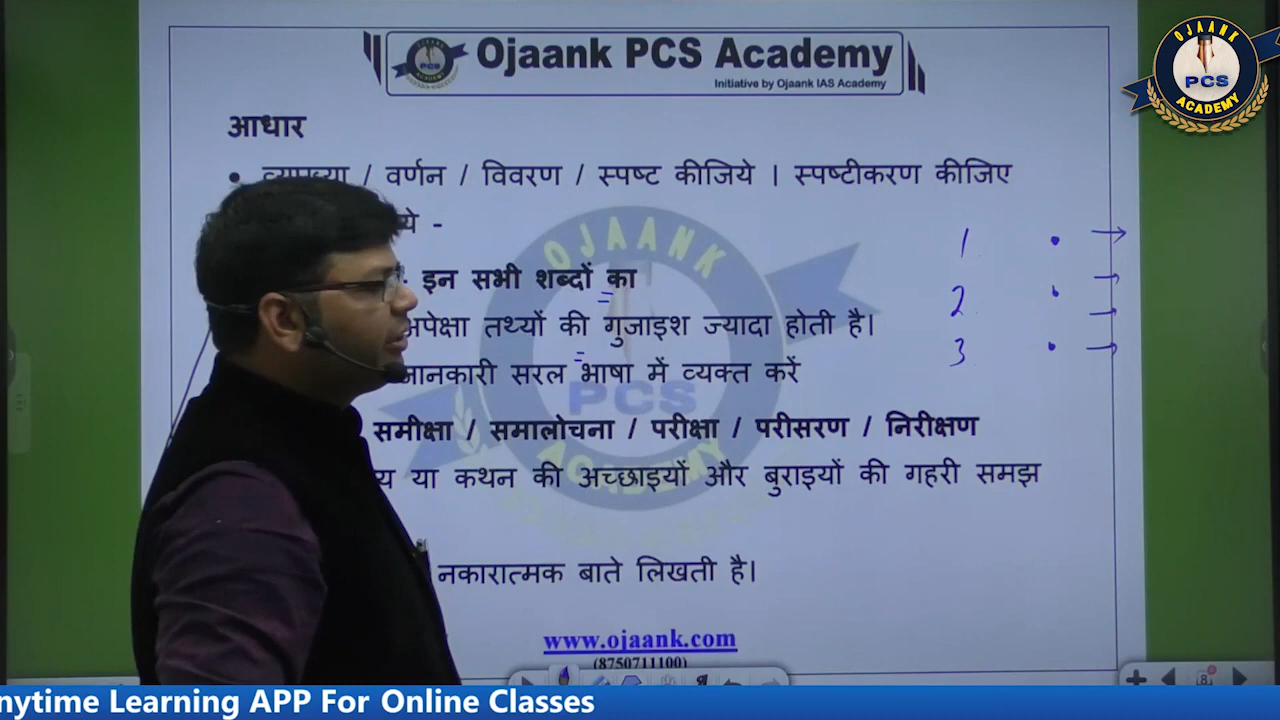 Ojaank PCS Academy
Initiative by Ojaank IAS Academy
OJAANK
PCS
ACADEMY
आधार
• व्याख्या / वर्णन / विवरण / स्पष्ट कीजिये । स्पष्टीकरण कीजिए
-
इन सभी शब्दों का
अपेक्षा तथ्यों की गुजाइश ज्यादा होती है।
जानकारी सरल भाषा में व्यक्त करें
समीक्षा / समालोचना / परीक्षा / परीसरण / निरीक्षण
या कथन की अच्छाइयों और बुराइयों की गहरी समझ
नकारात्मक बाते लिखती है।
1 • →
2 • →
3 • →
OJAANK
PCS
ACADEMY
www.ojaank.com
(8750711100)
nytime Learning APP For Online Classes